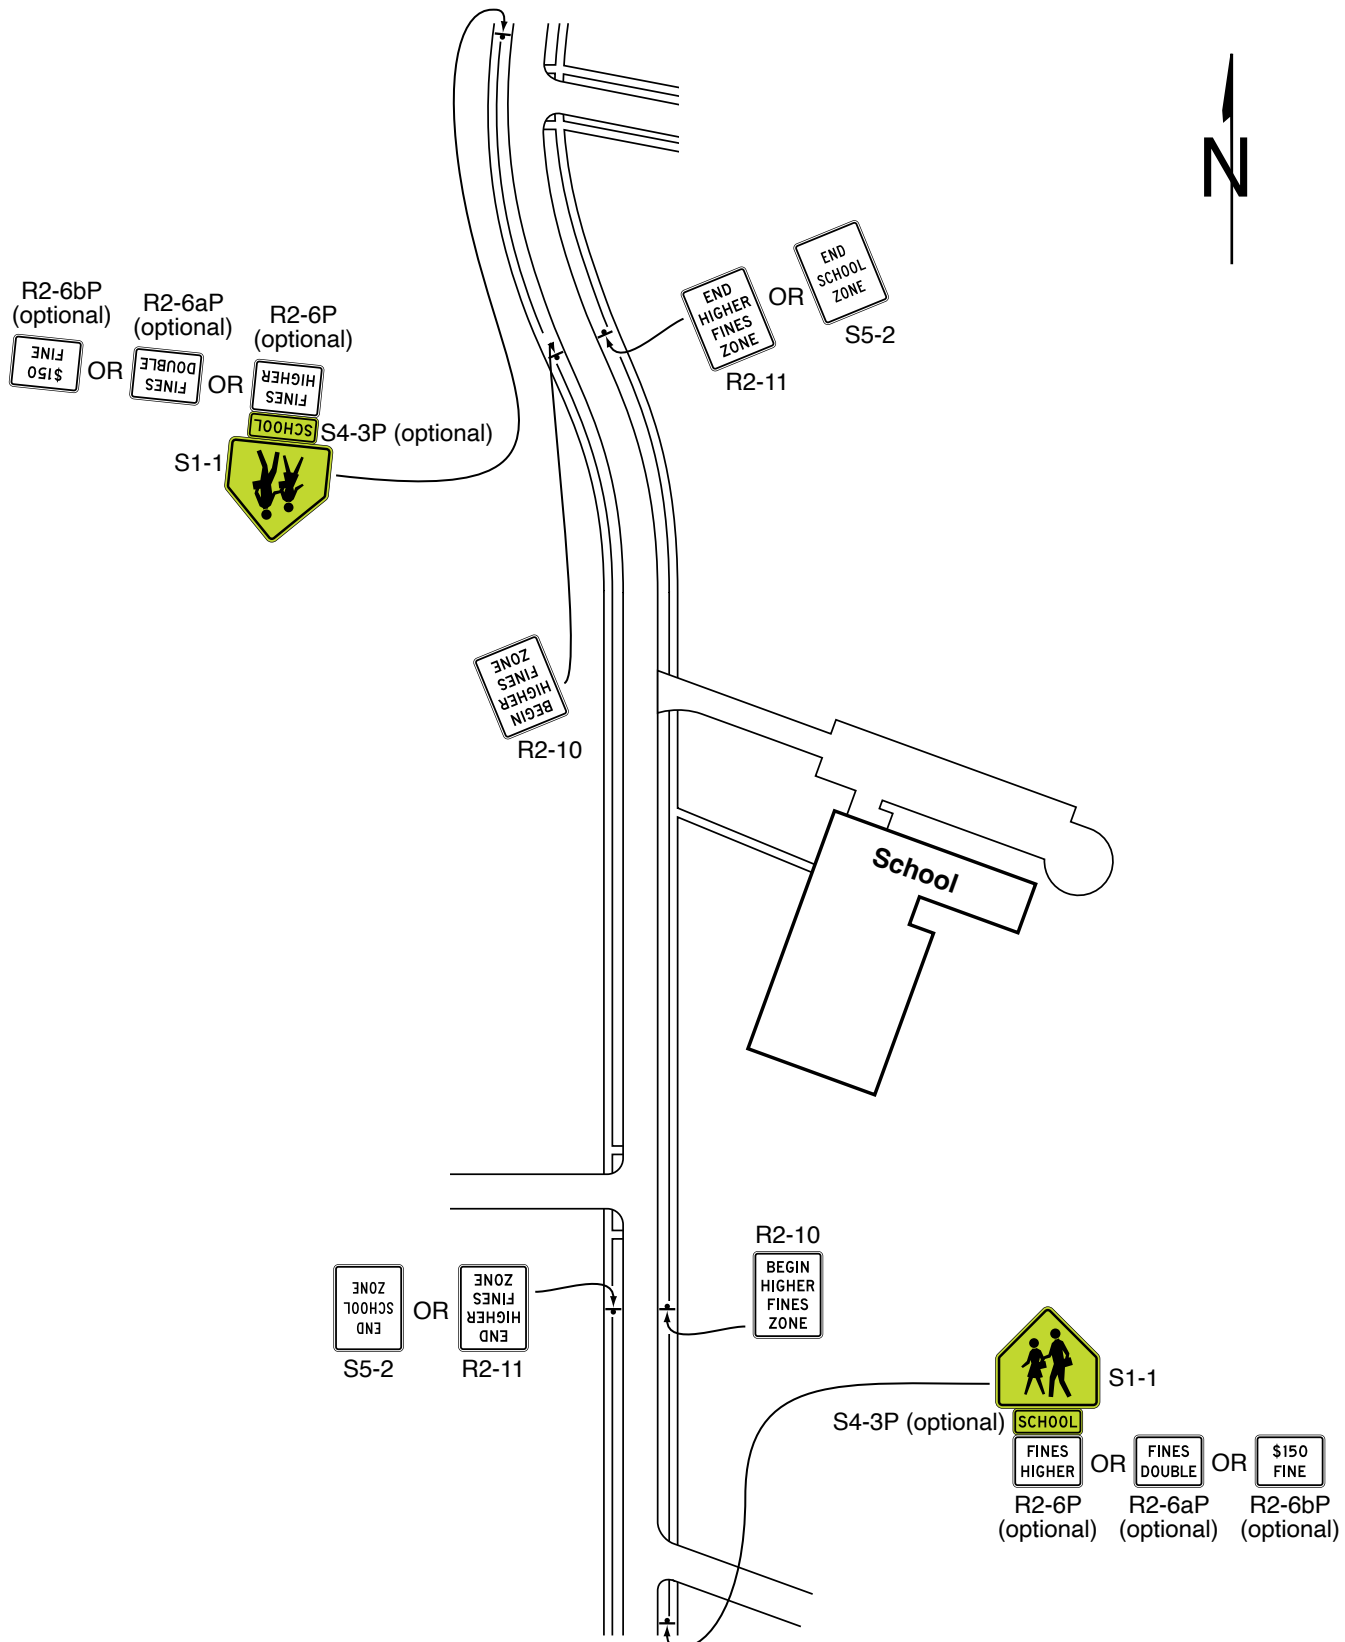 N
END
SCHOOL
ZONE
S5-2
OR
END
HIGHER
FINES
ZONE
R2-11
R2-6bP
(optional)
$150
FINE
OR
R2-6aP
(optional)
FINES
DOUBLE
OR
R2-6P
(optional)
FINES
HIGHER
SCHOOL
S4-3P (optional)
S1-1
BEGIN
HIGHER
FINES
ZONE
R2-10
School
END
SCHOOL
ZONE
S5-2
OR
END
HIGHER
FINES
ZONE
R2-11
R2-10
BEGIN
HIGHER
FINES
ZONE
S1-1
S4-3P (optional)
SCHOOL
FINES
HIGHER
R2-6P
(optional)
OR
FINES
DOUBLE
R2-6aP
(optional)
OR
$150
FINE
R2-6bP
(optional)